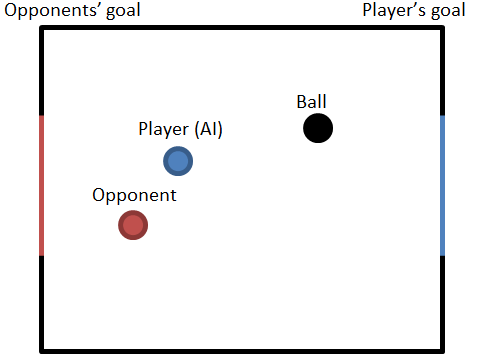 Opponents’ goal
Player’s goal
Ball
Player (AI)
Opponent